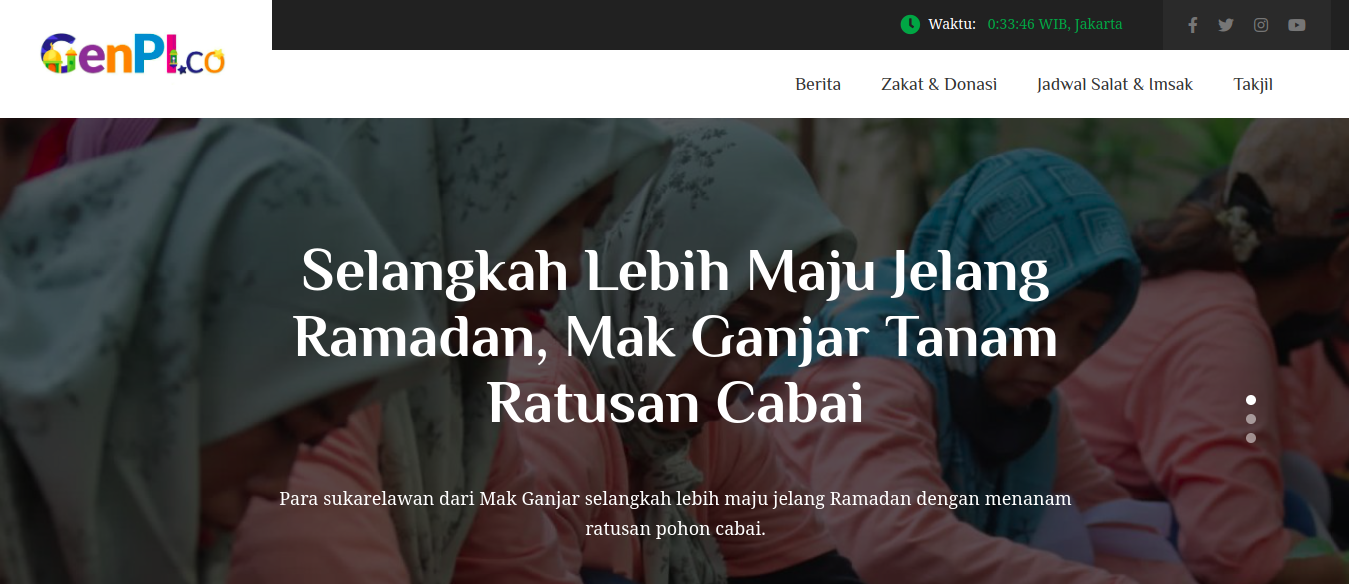 GenPI.co
Waktu: 0:33:46 WIB, Jakarta
Berita Zakat & Donasi Jadwal Salat & Imsak Takjil
Selangkah Lebih Maju Jelang
Ramadan, Mak Ganjar Tanam
Ratusan Cabai
Para sukarelawan dari Mak Ganjar selangkah lebih maju jelang Ramadan dengan menanam
ratusan pohon cabai.